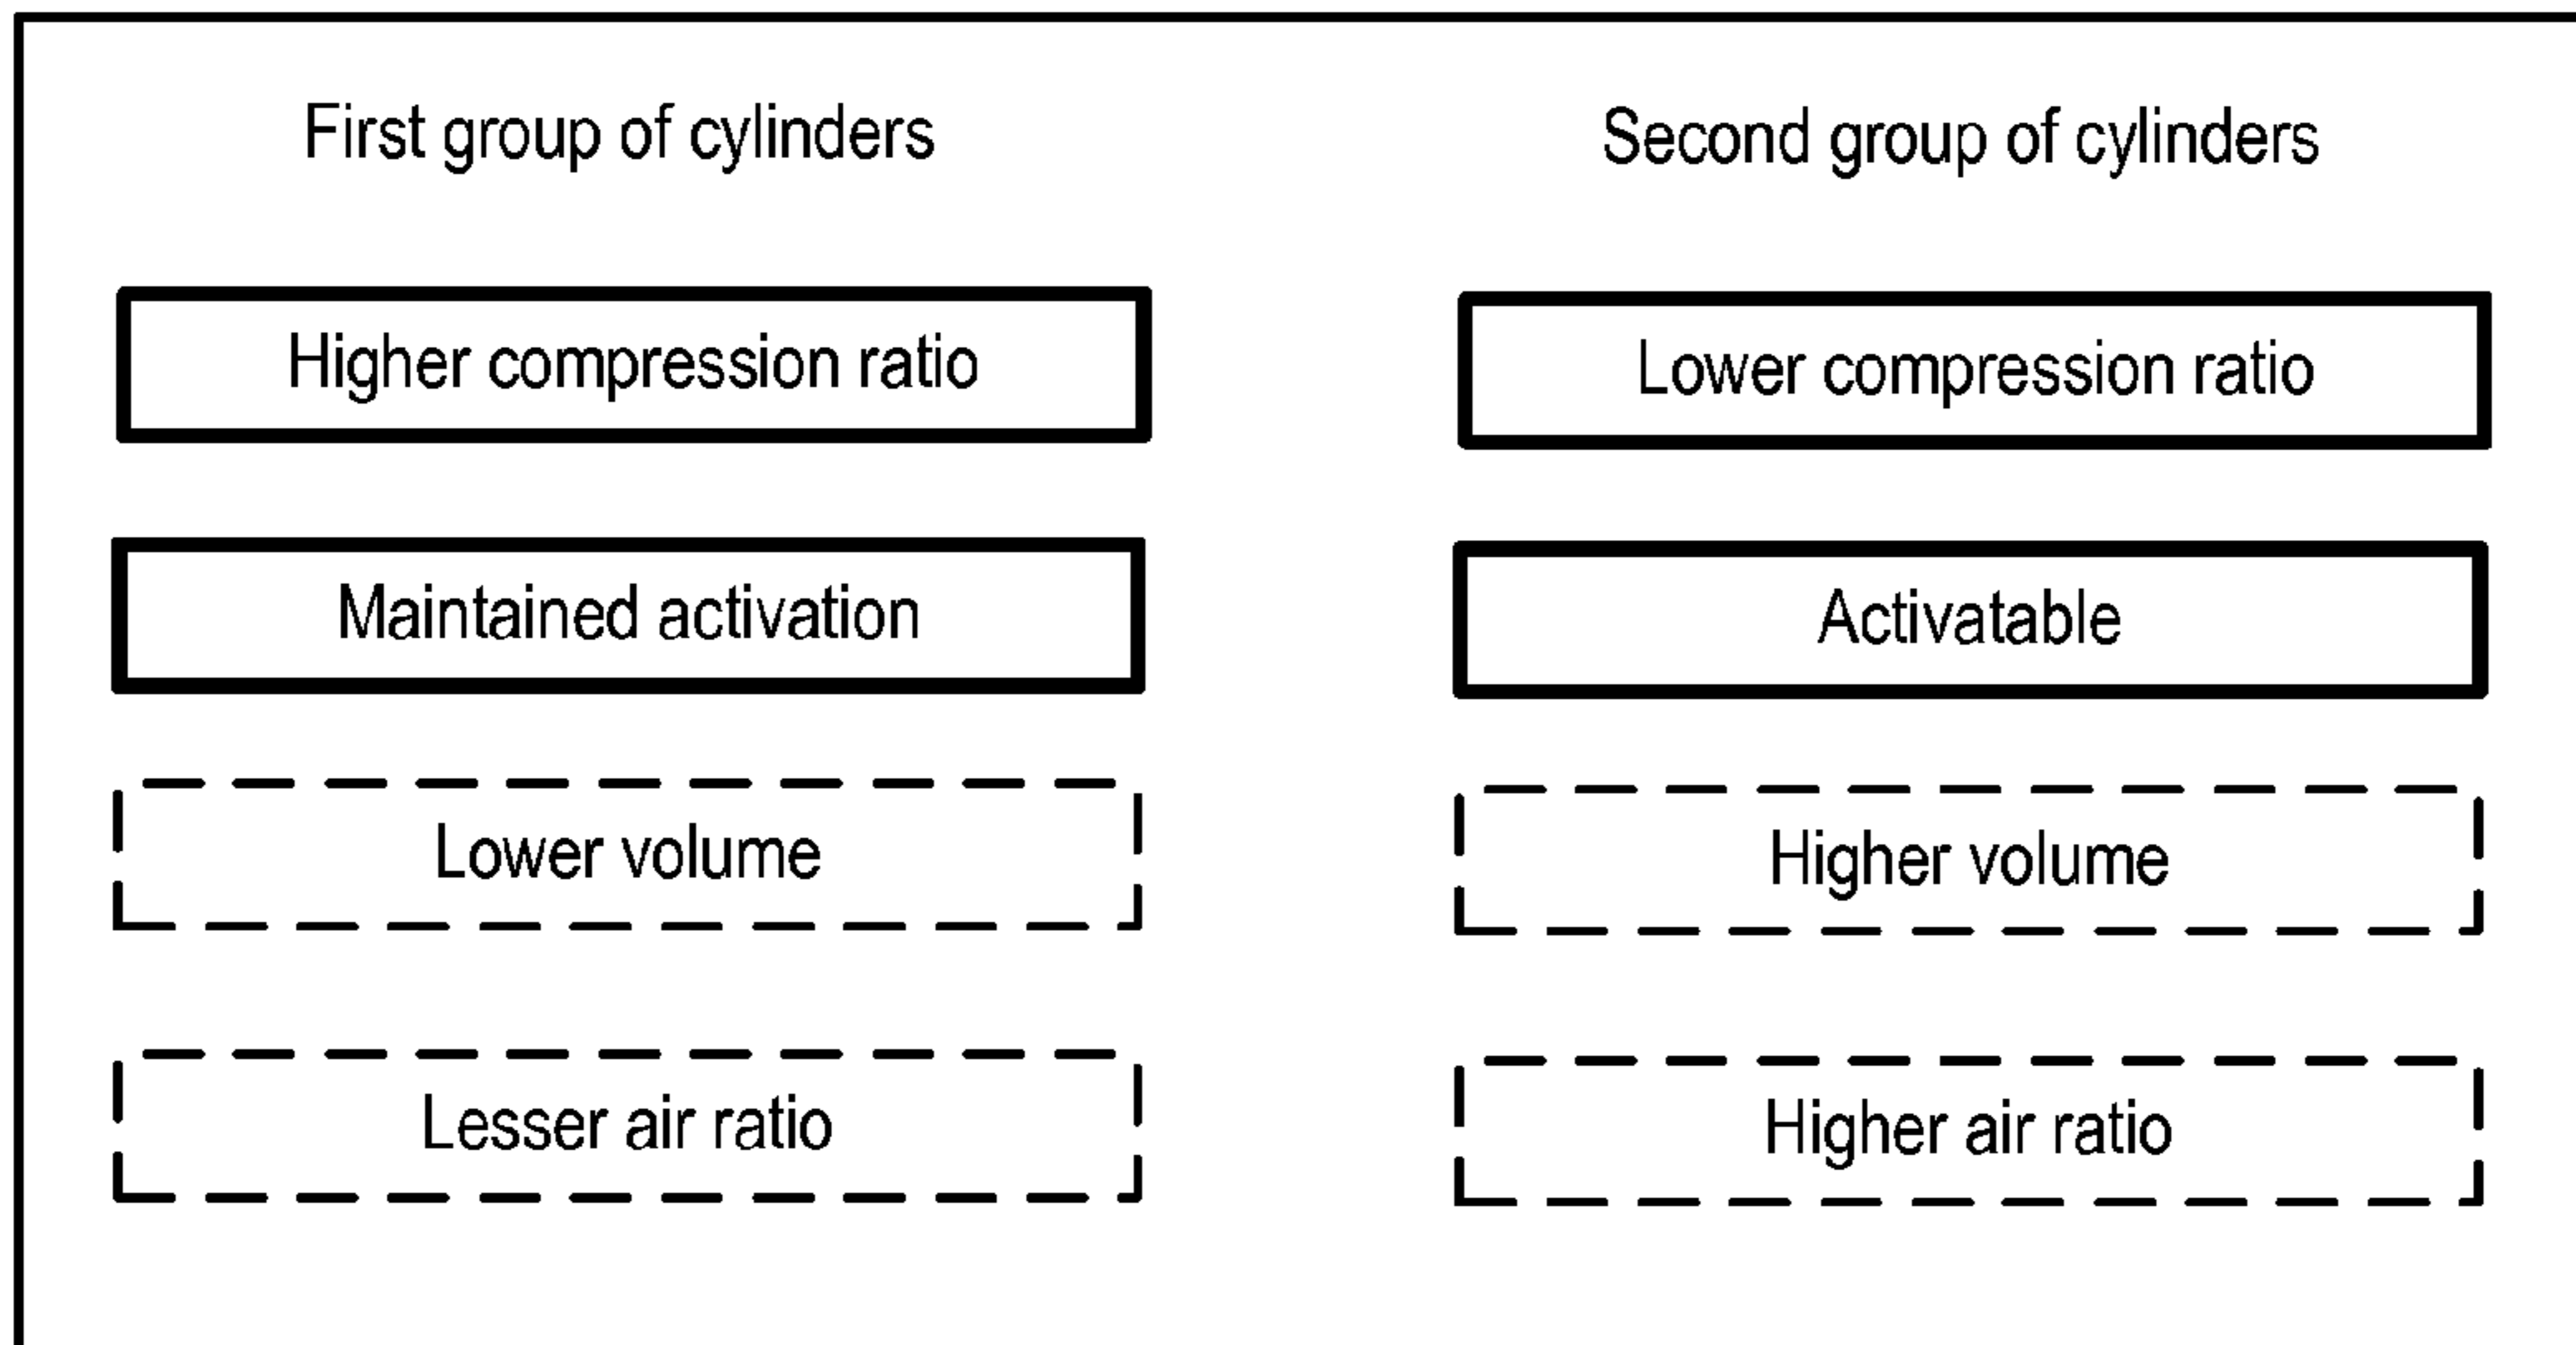 First group of cylinders
Second group of cylinders
Higher compression ratio
Lower compression ratio
Maintained activation
Activatable
Lower volume
Higher volume
Lesser air ratio
Higher air ratio